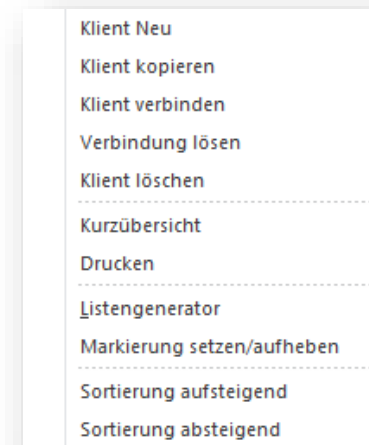 Klient Neu
Klient kopieren
Klient verbinden
Verbindung lösen
Klient löschen
Kurzübersicht
Drucken
Listengenerator
Markierung setzen/aufheben
Sortierung aufsteigend
Sortierung absteigend